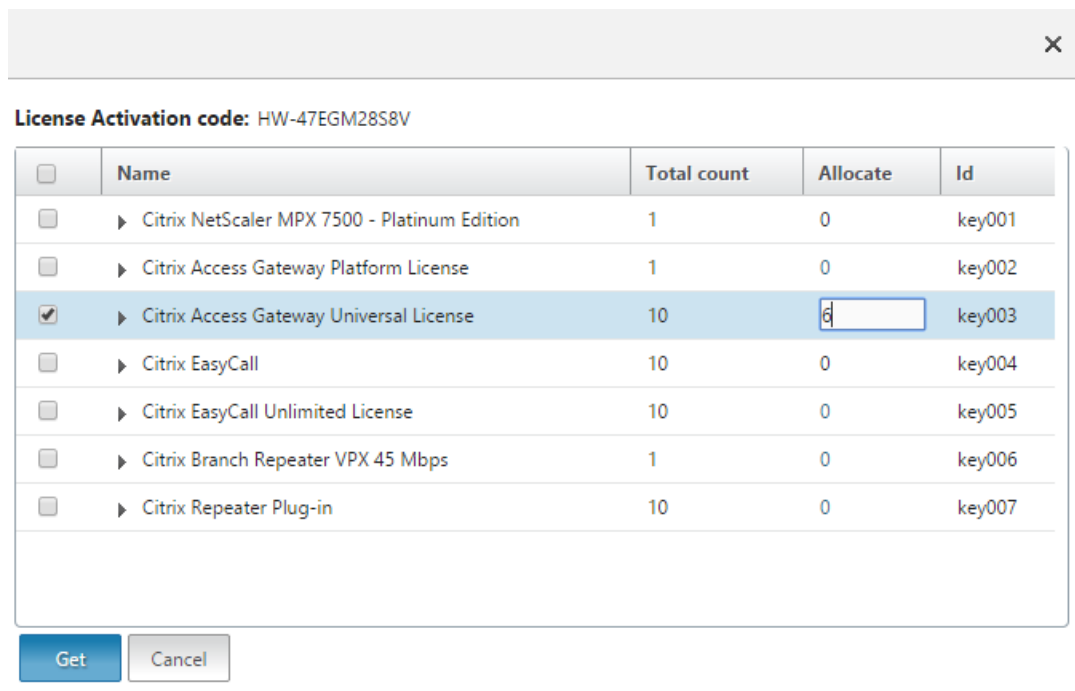 License Activation code: HW-47EGM28S8V
Name Total count Allocate Id
Citrix NetScaler MPX 7500 - Platinum Edition 1 0 key001
Citrix Access Gateway Platform License 1 0 key002
Citrix Access Gateway Universal License 10 6 key003
Citrix EasyCall 10 0 key004
Citrix EasyCall Unlimited License 10 0 key005
Citrix Branch Repeater VPX 45 Mbps 1 0 key006
Citrix Repeater Plug-in 10 0 key007
Get Cancel